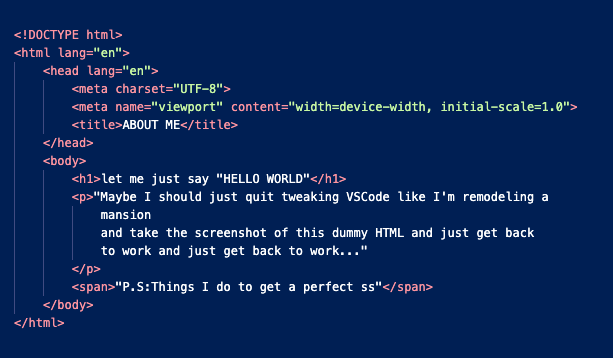 <!DOCTYPE html>
<html lang="en">
<head lang="en">
<meta charset="UTF-8">
<meta name="viewport" content="width=device-width, initial-scale=1.0">
<title>ABOUT ME</title>
</head>
<body>
<h1>let me just say "HELLO WORLD"</h1>
<p>"Maybe I should just quit tweaking VSCode like I'm remodeling a
mansion
and take the screenshot of this dummy HTML and just get back
to work and just get back to work..."
</p>
<span>"P.S:Things I do to get a perfect ss"</span>
</body>
</html>